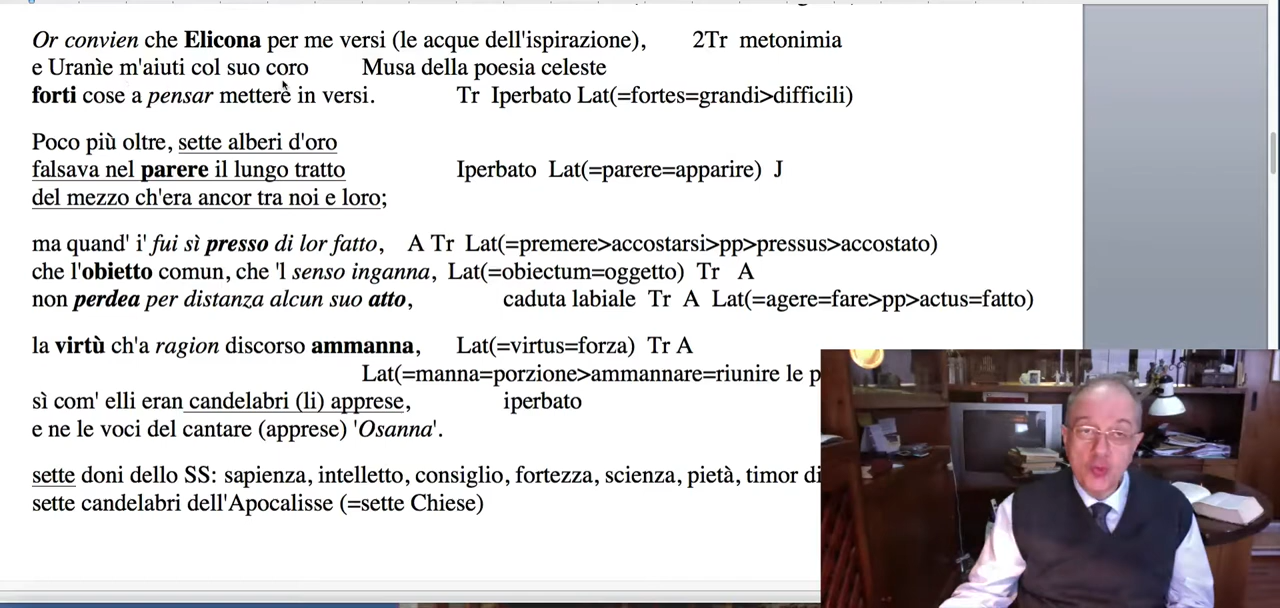 Or convien che Elicona per me versi (le acque dell'ispirazione), 2Tr metonimia
e Uranìe m'aiuti col suo coro Musa della poesia celeste
forti cose a pensar mettere in versi. Tr Iperbato Lat(=fortes=grandi>difficili)
Poco più oltre, sette alberi d'oro
falsava nel parere il lungo tratto Iperbato Lat(=parere=apparire) J
del mezzo ch'era ancor tra noi e loro;
ma quand' i' fui sì presso di lor fatto, A Tr Lat(=premere>accostarsi>pp>pressus>accostato)
che l'obietto comun, che 'l senso inganna, Lat(=obiectum=oggetto) Tr A
non perdea per distanza alcun suo atto, caduta labiale Tr A Lat(=agere=fare>pp>actus=fatto)
la virtù ch'a ragion discorso ammanna, Lat(=virtus=forza) Tr A
Lat(=manna=porzione>ammannare=riunire le p
sì com' elli eran candelabri (li) apprese, iperbato
e ne le voci del cantare (apprese) 'Osanna'.
sette doni dello SS: sapienza, intelletto, consiglio, fortezza, scienza, pietà, timor di
sette candelabri dell'Apocalisse (=sette Chiese)